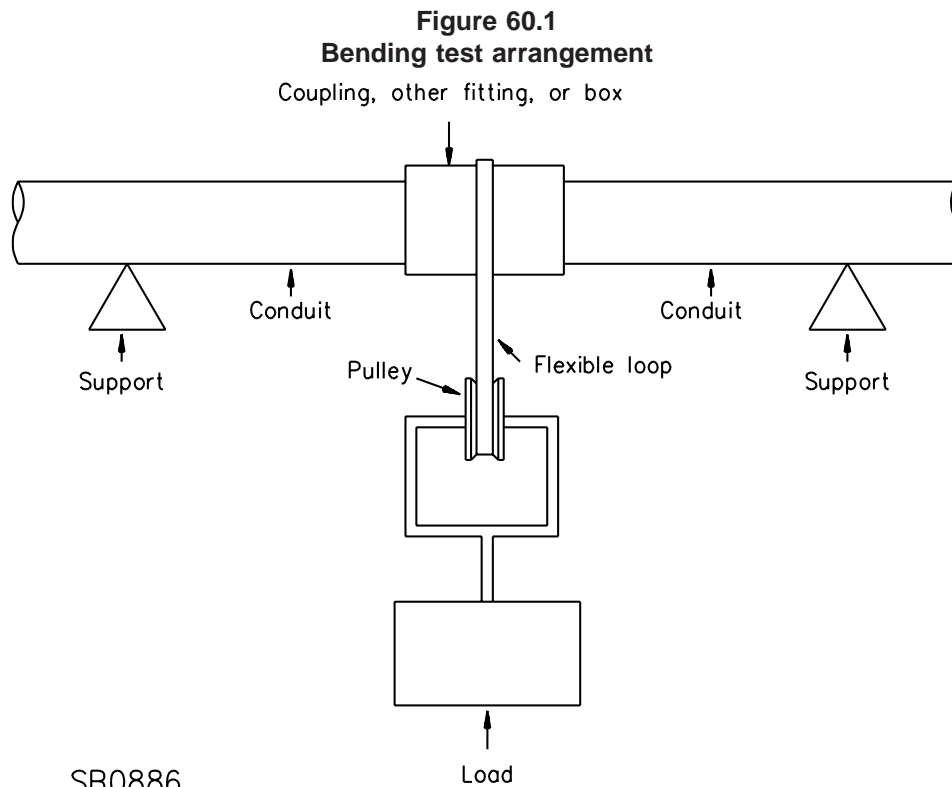 Figure 60.1
Bending test arrangement
Coupling, other fitting, or box
Conduit
Conduit
Support
Pulley
Flexible loop
Support
Load
SB0886